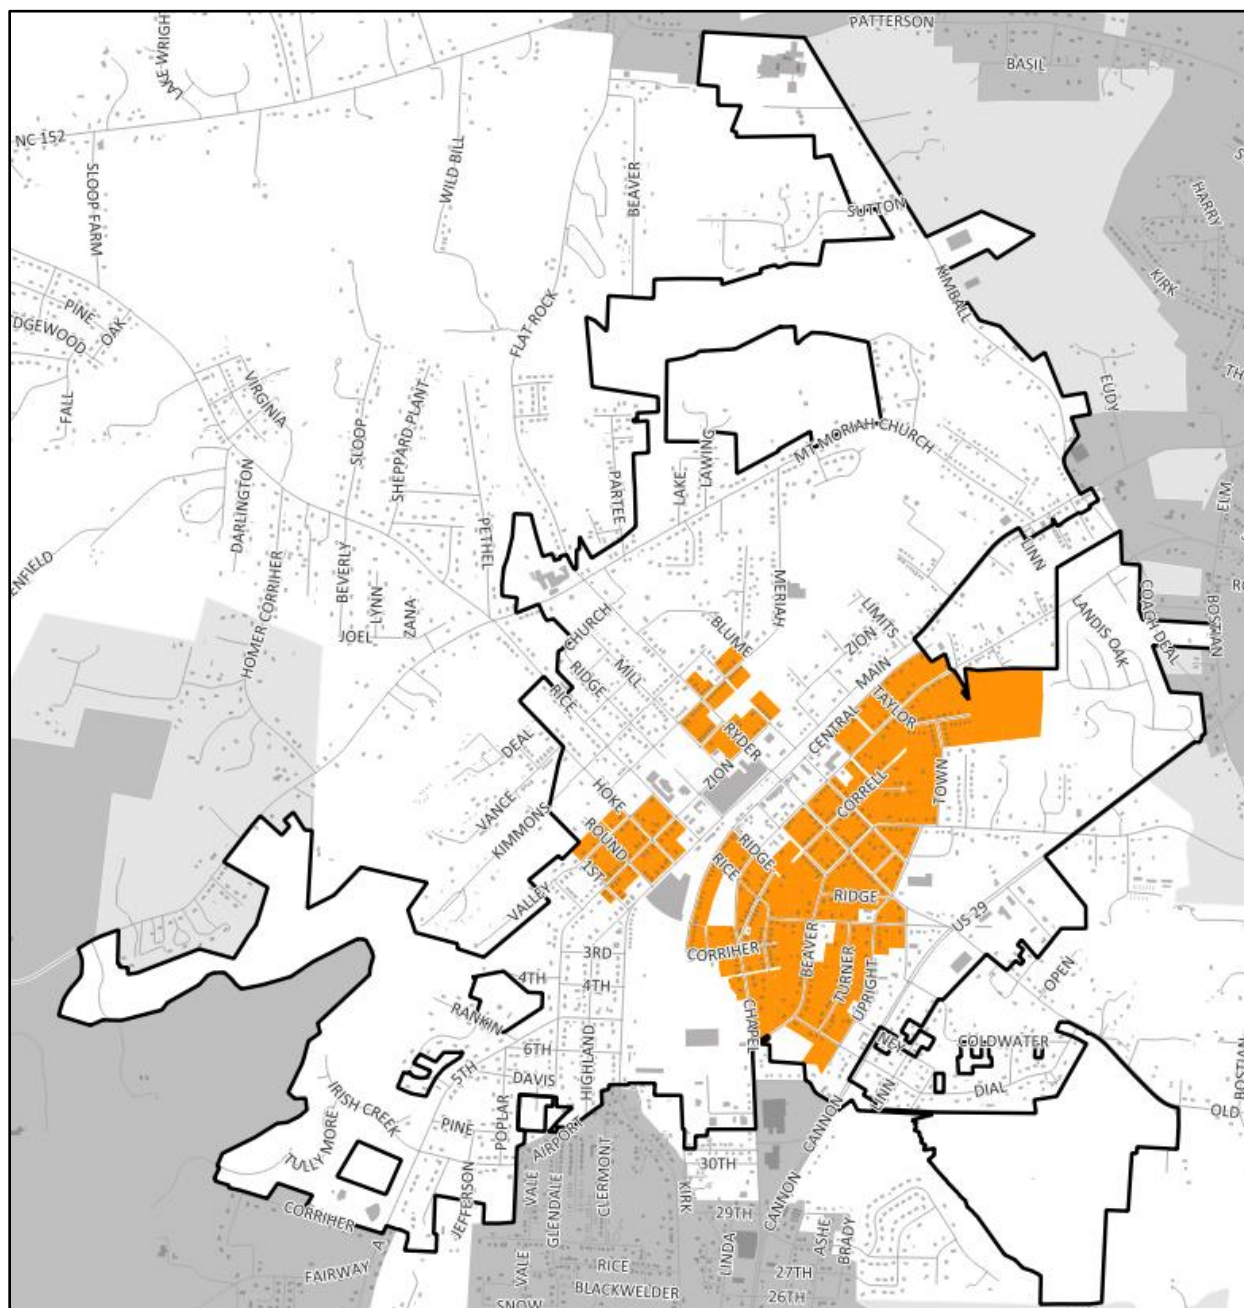 PATTERSON
LAKE WRIGHT
BASIL
NC 152
SLOOP FARM
WILD BILL
BEAVER
HARRY
SUTTON
KIRK
KIMBALL
PINE
OAK
FLAT ROCK
TH
DGEWOOD
FALL
VIRGINIA
SHEPPARD PLANT
SLOOP
EUDY
MT MORIAH CHURCH
LAWING
LAKE
PARTEE
DARLINGTON
ELM
PETHEL
ENFIELD
HOMER CORRIHER
BEVERLY
LYNN
ZANA
JOEL
LINN
MERIAH
LIMITS
ZION
BLUME
CHURCH
RIDGE
MILL
RICE
MAIN
TAYLOR
LANDIS OAK
COACH DEAL
BOSTIAN
CENTRAL
RYDER
ZION
DEAL
VANCE
KIMMONS
HOKE
ROUND
1ST
VALLEY
CORRELL
TOWN
RIDGE
RICE
RIDGE
US 29
3RD
CORRIHER
BEAVER
TURNER
UPRIGHT
OPEN
4TH
4TH
RANKIN
CHAPEL
6TH
5TH
HIGHLAND
NEY
COLDWATER
DAVIS
DIAL
LINN
CANNON
OLD BOSTIAN
IRISH CREEK
TULLY MORE
PINE
POPLAR
AIRPORT
30TH
CORRIHER
JEFFERSON
VALE
GLENDALE
CLERMONT
KIRK
CANNON
29TH
LINDA
ASHE
BRADY
FAIRWAY
A
VALE
RICE
BLACKWELDER
27TH
26TH
SNOW